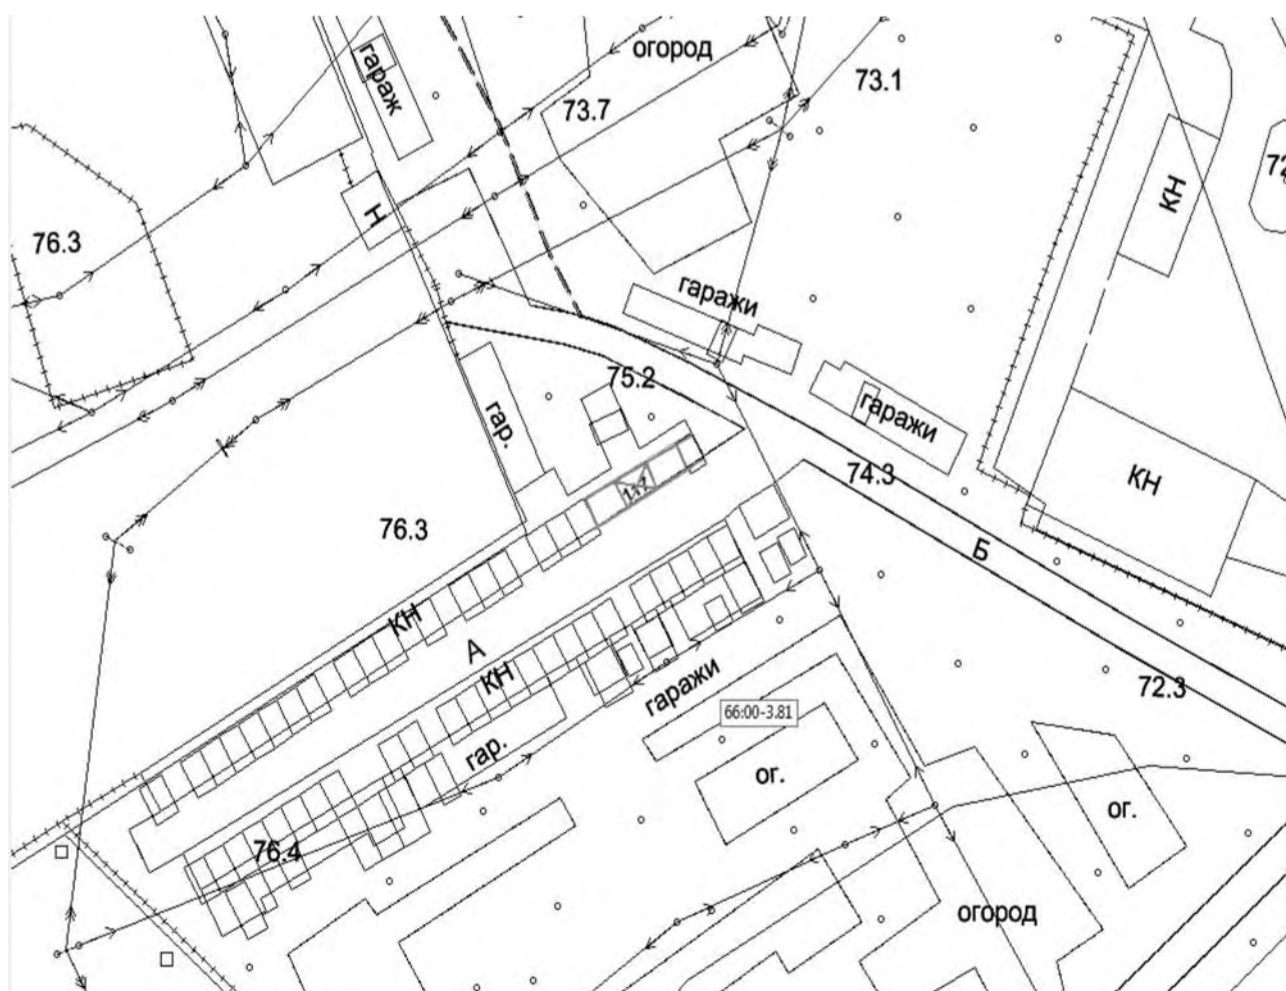 огород
73.1
гараж
73.7
КН
72
Н
76.3
гаражи
75.2
гаражи
гар.
74.3
КН
117
76.3
Б
КН
А
КН
гаражи
72.3
66:00-3.81
гар.
ог.
ог.
76.4
огород